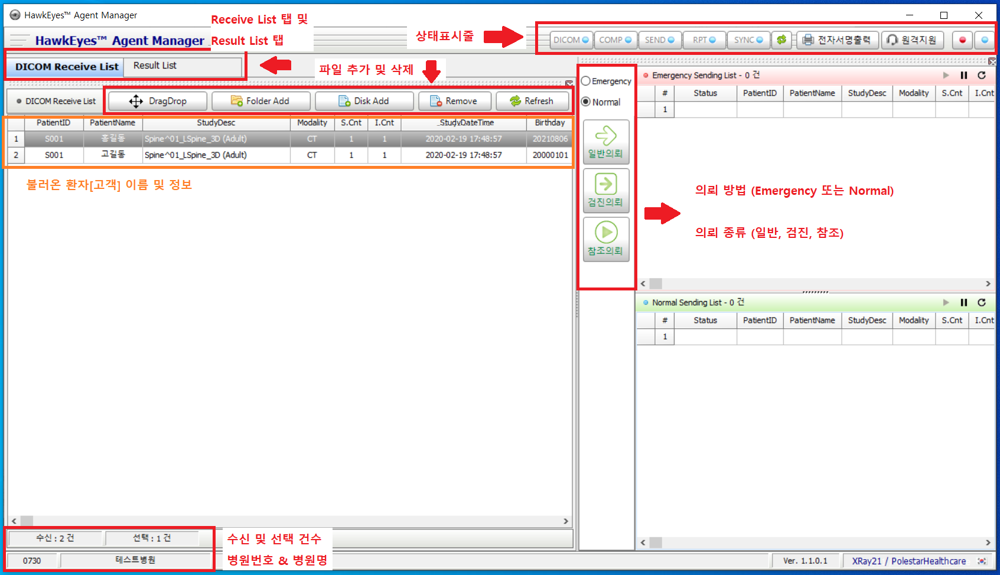 HawkEyes™ Agent Manager
Receive List 탭 및
Result List 탭
HawkEyes™ Agent Manager
상태표시줄
DICOM COMP SEND RPT SYNC 전자서명출력 원격지원
DICOM Receive List Result List
파일 추가 및 삭제
DICOM Receive List DragDrop Folder Add Disk Add Remove Refresh
PatientID PatientName StudyDesc Modality S.Cnt I.Cnt _StudyDateTime Birthday
1 S001 홍길동 Spine^01_LSpine_3D (Adult) CT 1 1 2020-02-19 17:48:57 20210806
2 S001 고길동 Spine^01_LSpine_3D (Adult) CT 1 1 2020-02-19 17:48:57 20000101
불러온 환자[고객] 이름 및 정보
Emergency
Normal
일반의뢰
검진의뢰
참조의뢰
Emergency Sending List - 0 건
# Status PatientID PatientName StudyDesc Modality S.Cnt I.Cnt
1
의뢰 방법 (Emergency 또는 Normal)
의뢰 종류 (일반, 검진, 참조)
Normal Sending List - 0 건
# Status PatientID PatientName StudyDesc Modality S.Cnt I.Cnt
1
수신 : 2 건 선택 : 1 건
수신 및 선택 건수
병원번호 & 병원명
0730 테스트병원
Ver. 1.1.0.1 XRay21 / PolestarHealthcare